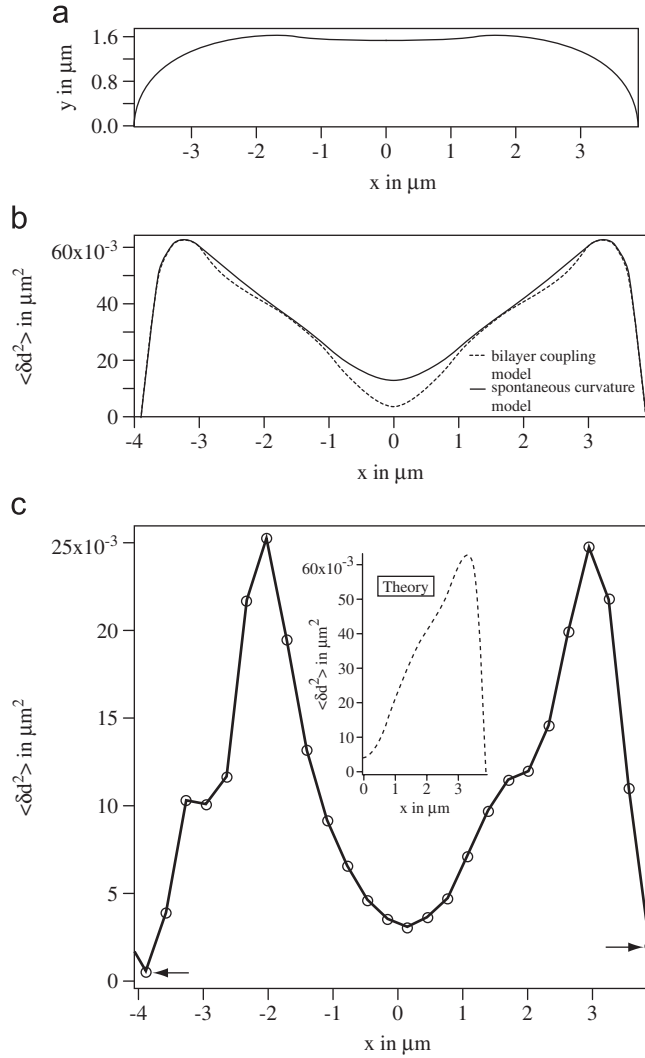 a
1.6
1.2
0.8
0.0
y in μm
-3
-2
-1
0
1
2
3
x in μm
b
60x10⁻³
40
20
0
<δd²> in μm²
bilayer coupling
model
spontaneous curvature
model
-4
-3
-2
-1
0
1
2
3
x in μm
c
25x10⁻³
20
15
10
5
0
<δd²> in μm²
60x10⁻³
50
40
30
20
10
0
<δd²> in μm²
Theory
0
1
2
3
x in μm
-4
-3
-2
-1
0
1
2
3
x in μm